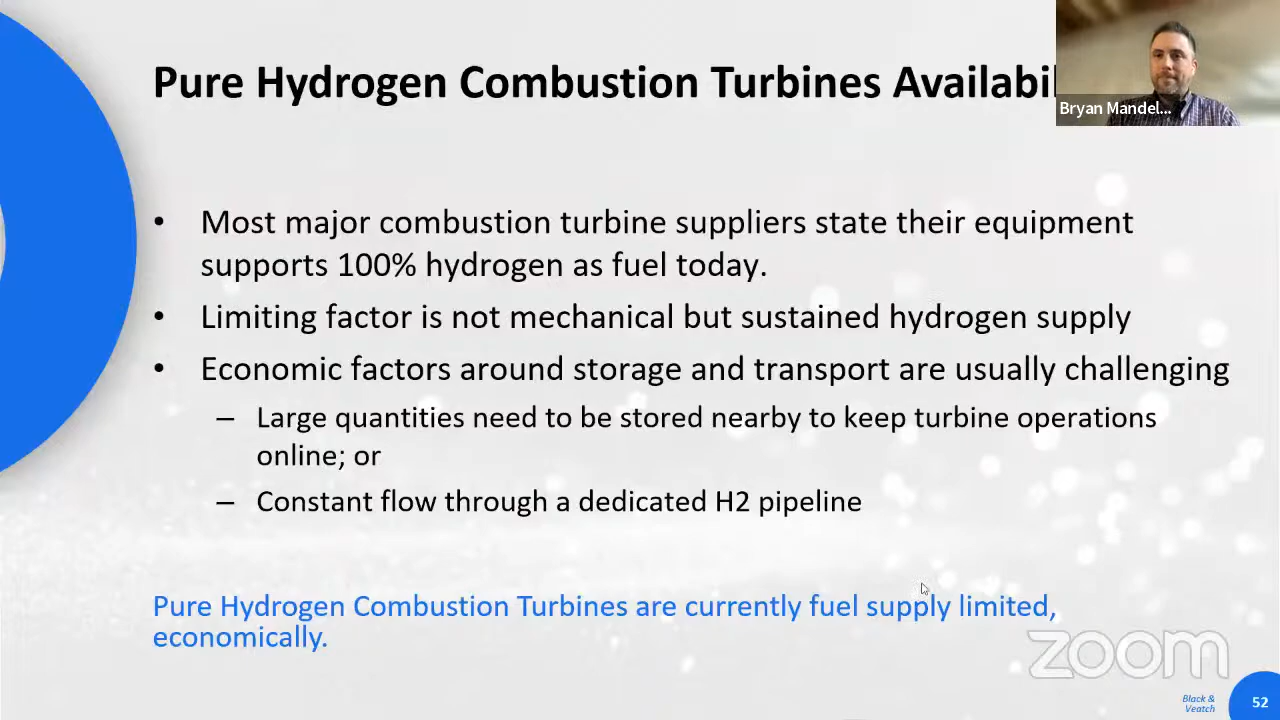 Pure Hydrogen Combustion Turbines Availabi
Bryan Mandel...
• Most major combustion turbine suppliers state their equipment
supports 100% hydrogen as fuel today.
• Limiting factor is not mechanical but sustained hydrogen supply
• Economic factors around storage and transport are usually challenging
– Large quantities need to be stored nearby to keep turbine operations
online; or
– Constant flow through a dedicated H2 pipeline
Pure Hydrogen Combustion Turbines are currently fuel supply limited,
economically.
zoom
Black &
Veatch
52